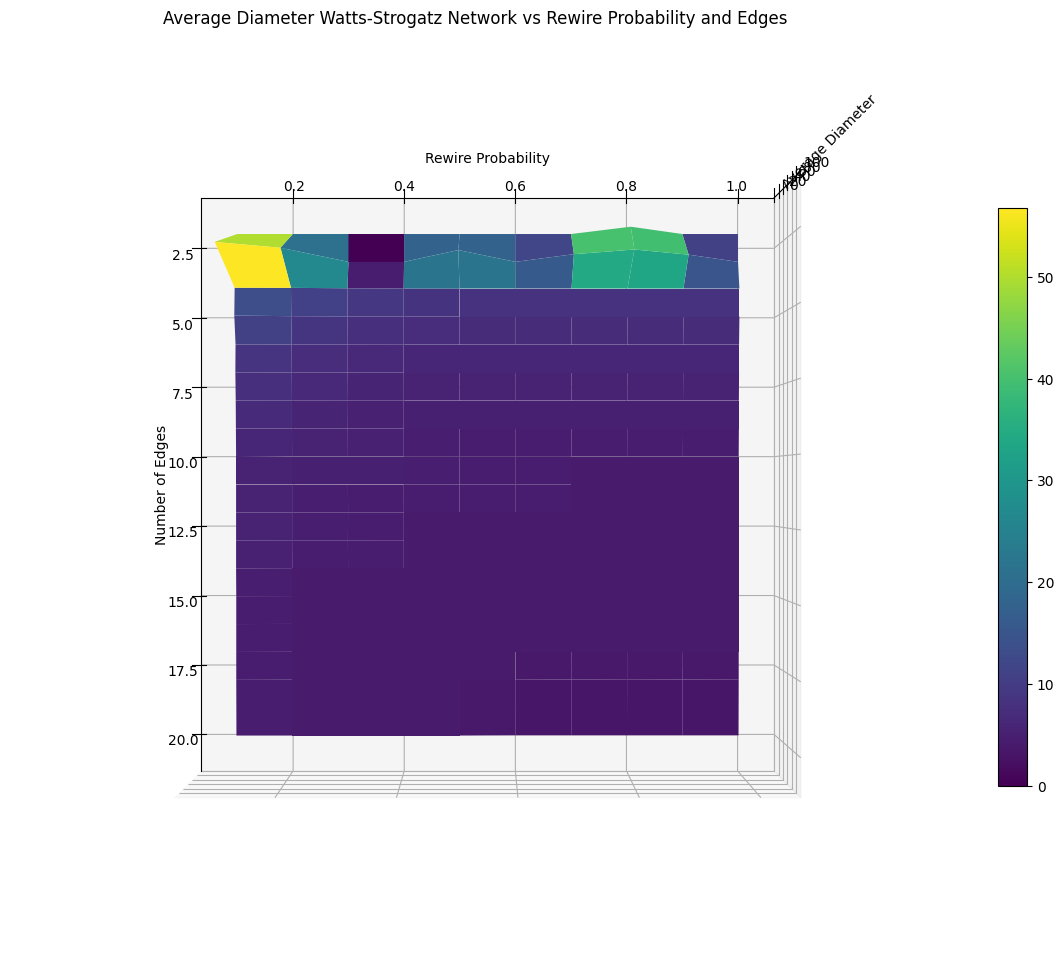 Average Diameter Watts-Strogatz Network vs Rewire Probability and Edges
Average Diameter
Rewire Probability
0.2 0.4 0.6 0.8 1.0
Number of Edges
2.5
5.0
7.5
10.0
12.5
15.0
17.5
20.0
50
40
30
20
10
0